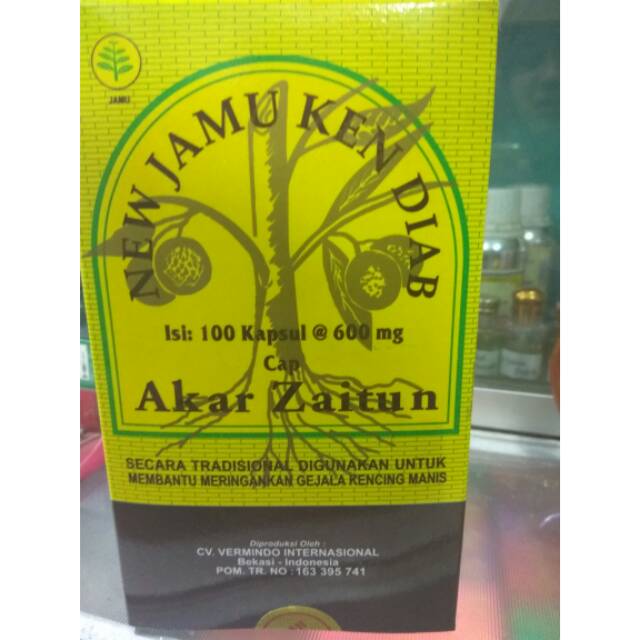 JAMU
NEW JAMU KEN DIAB
Isi: 100 Kapsul @ 600 mg
Cap
Akar Zaitun
SECARA TRADISIONAL DIGUNAKAN UNTUK
MEMBANTU MERINGANKAN GEJALA KENCING MANIS
Diproduksi Oleh :
CV. VERMINDO INTERNASIONAL
Bekasi - Indonesia
POM. TR. NO : 163 395 741